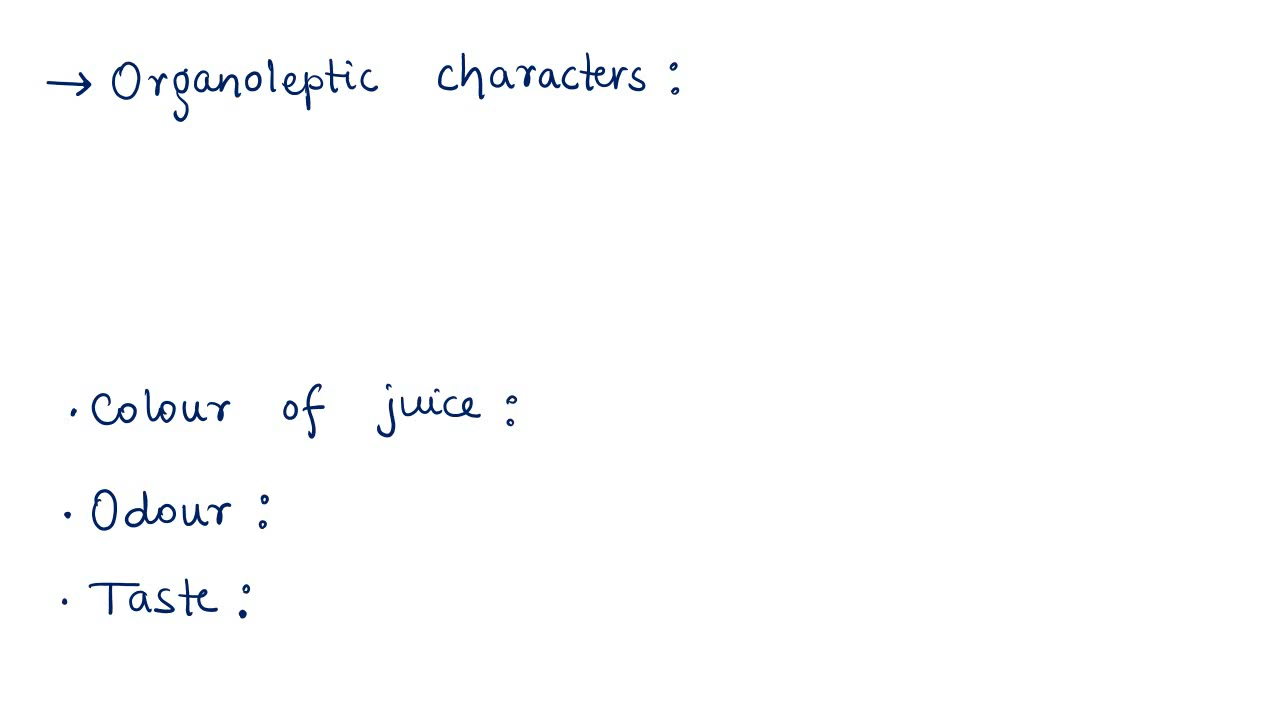 → Organoleptic characters:
· Colour of juice:
· Odour:
· Taste: